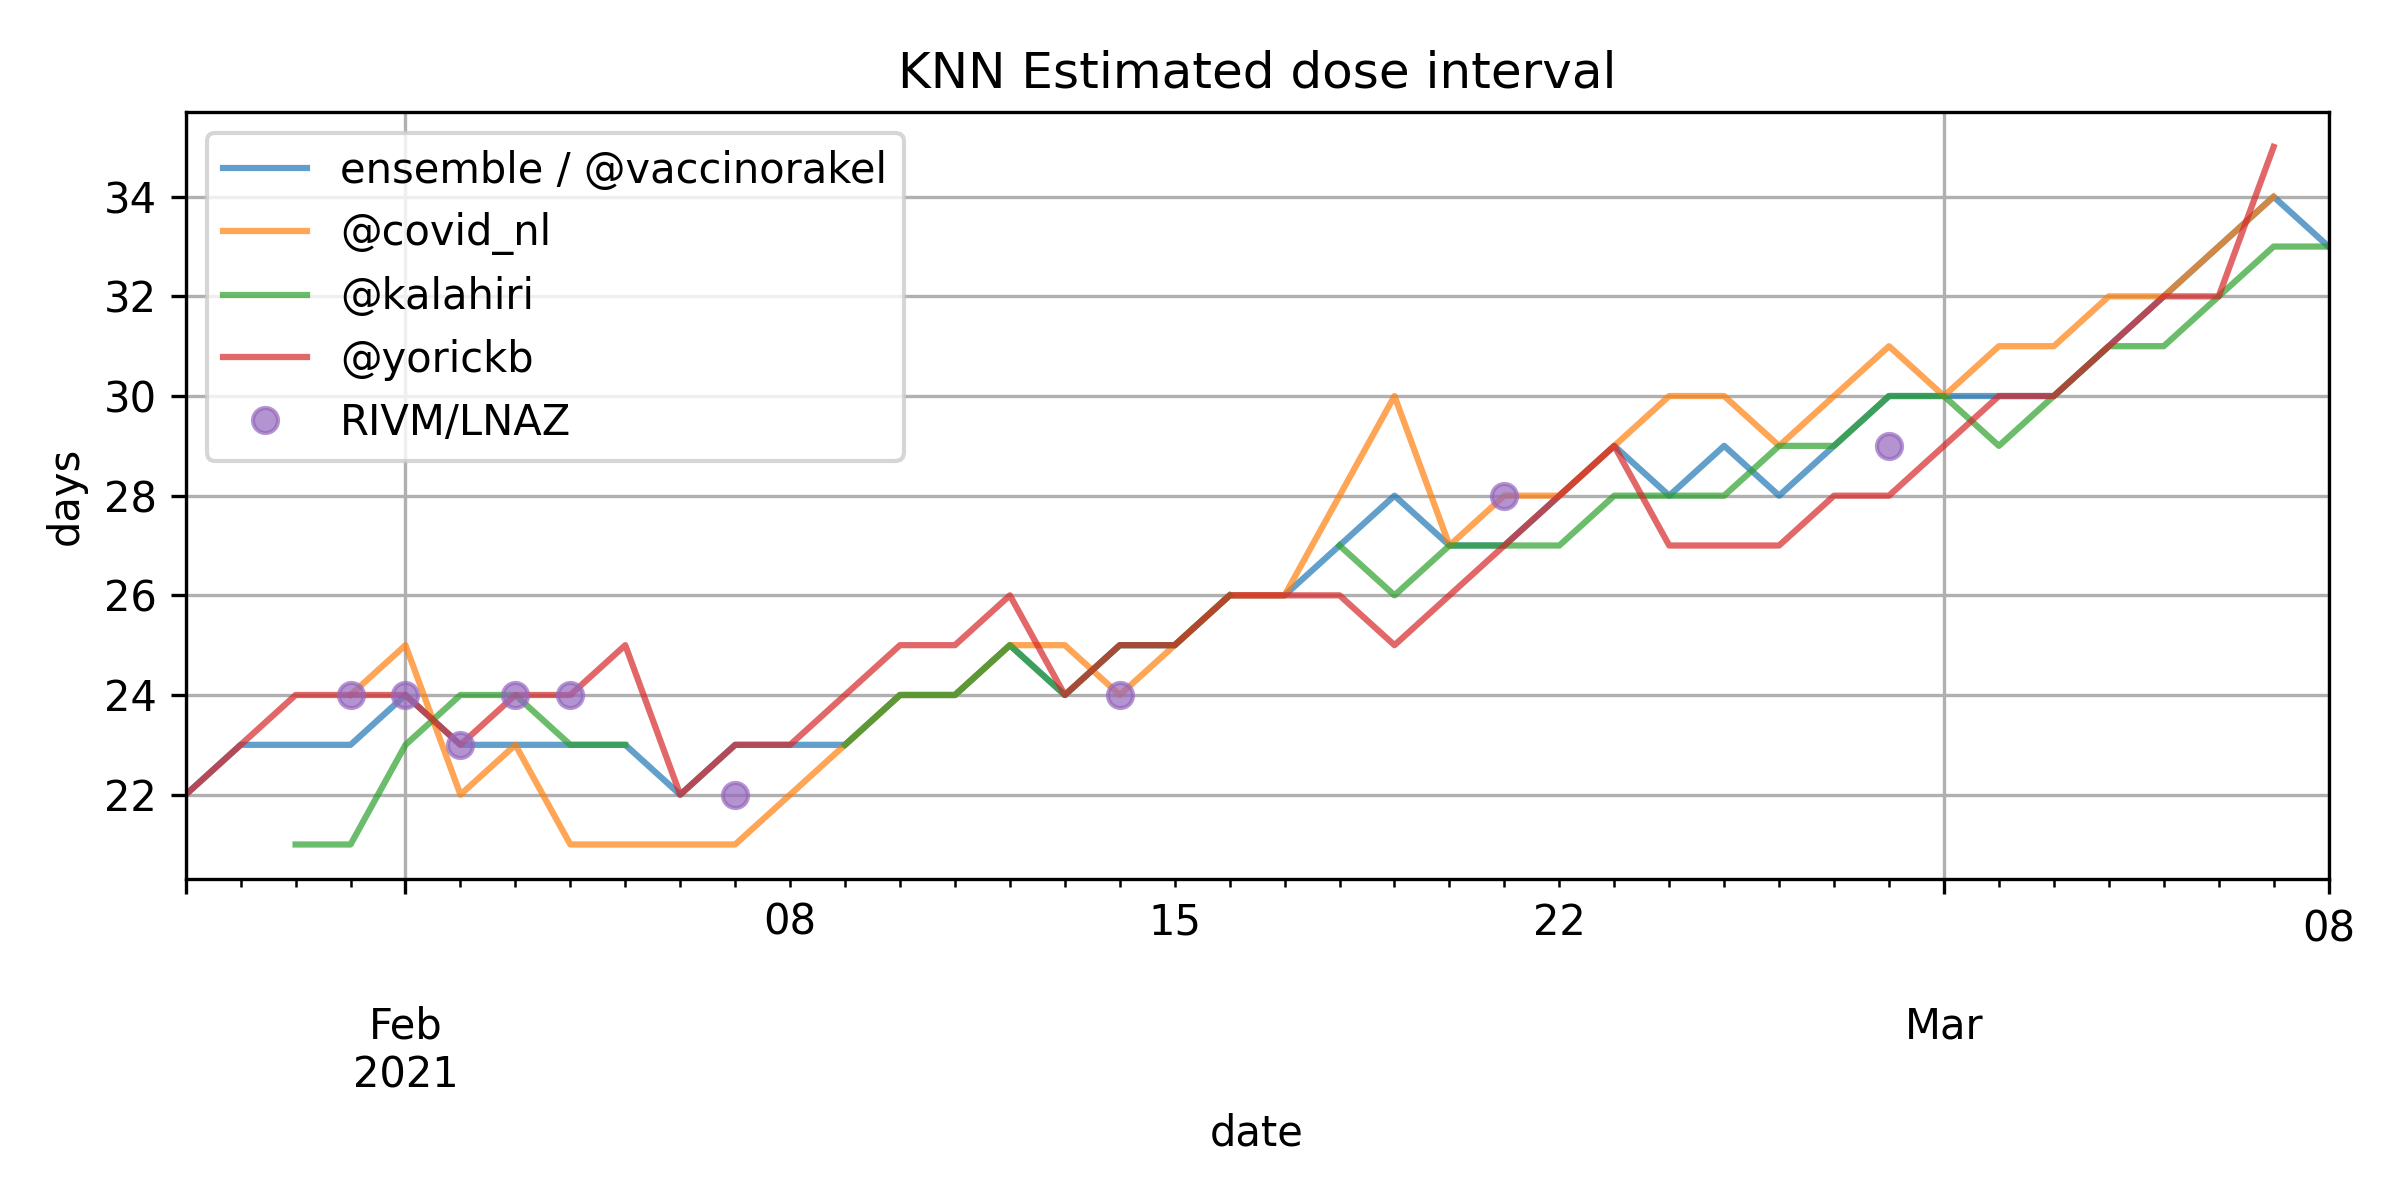 KNN Estimated dose interval
ensemble / @vaccinorakel
@covid_nl
@kalahiri
@yorickb
RIVM/LNAZ
days
34
32
30
28
26
24
22
08
15
22
08
Feb
2021
Mar
date